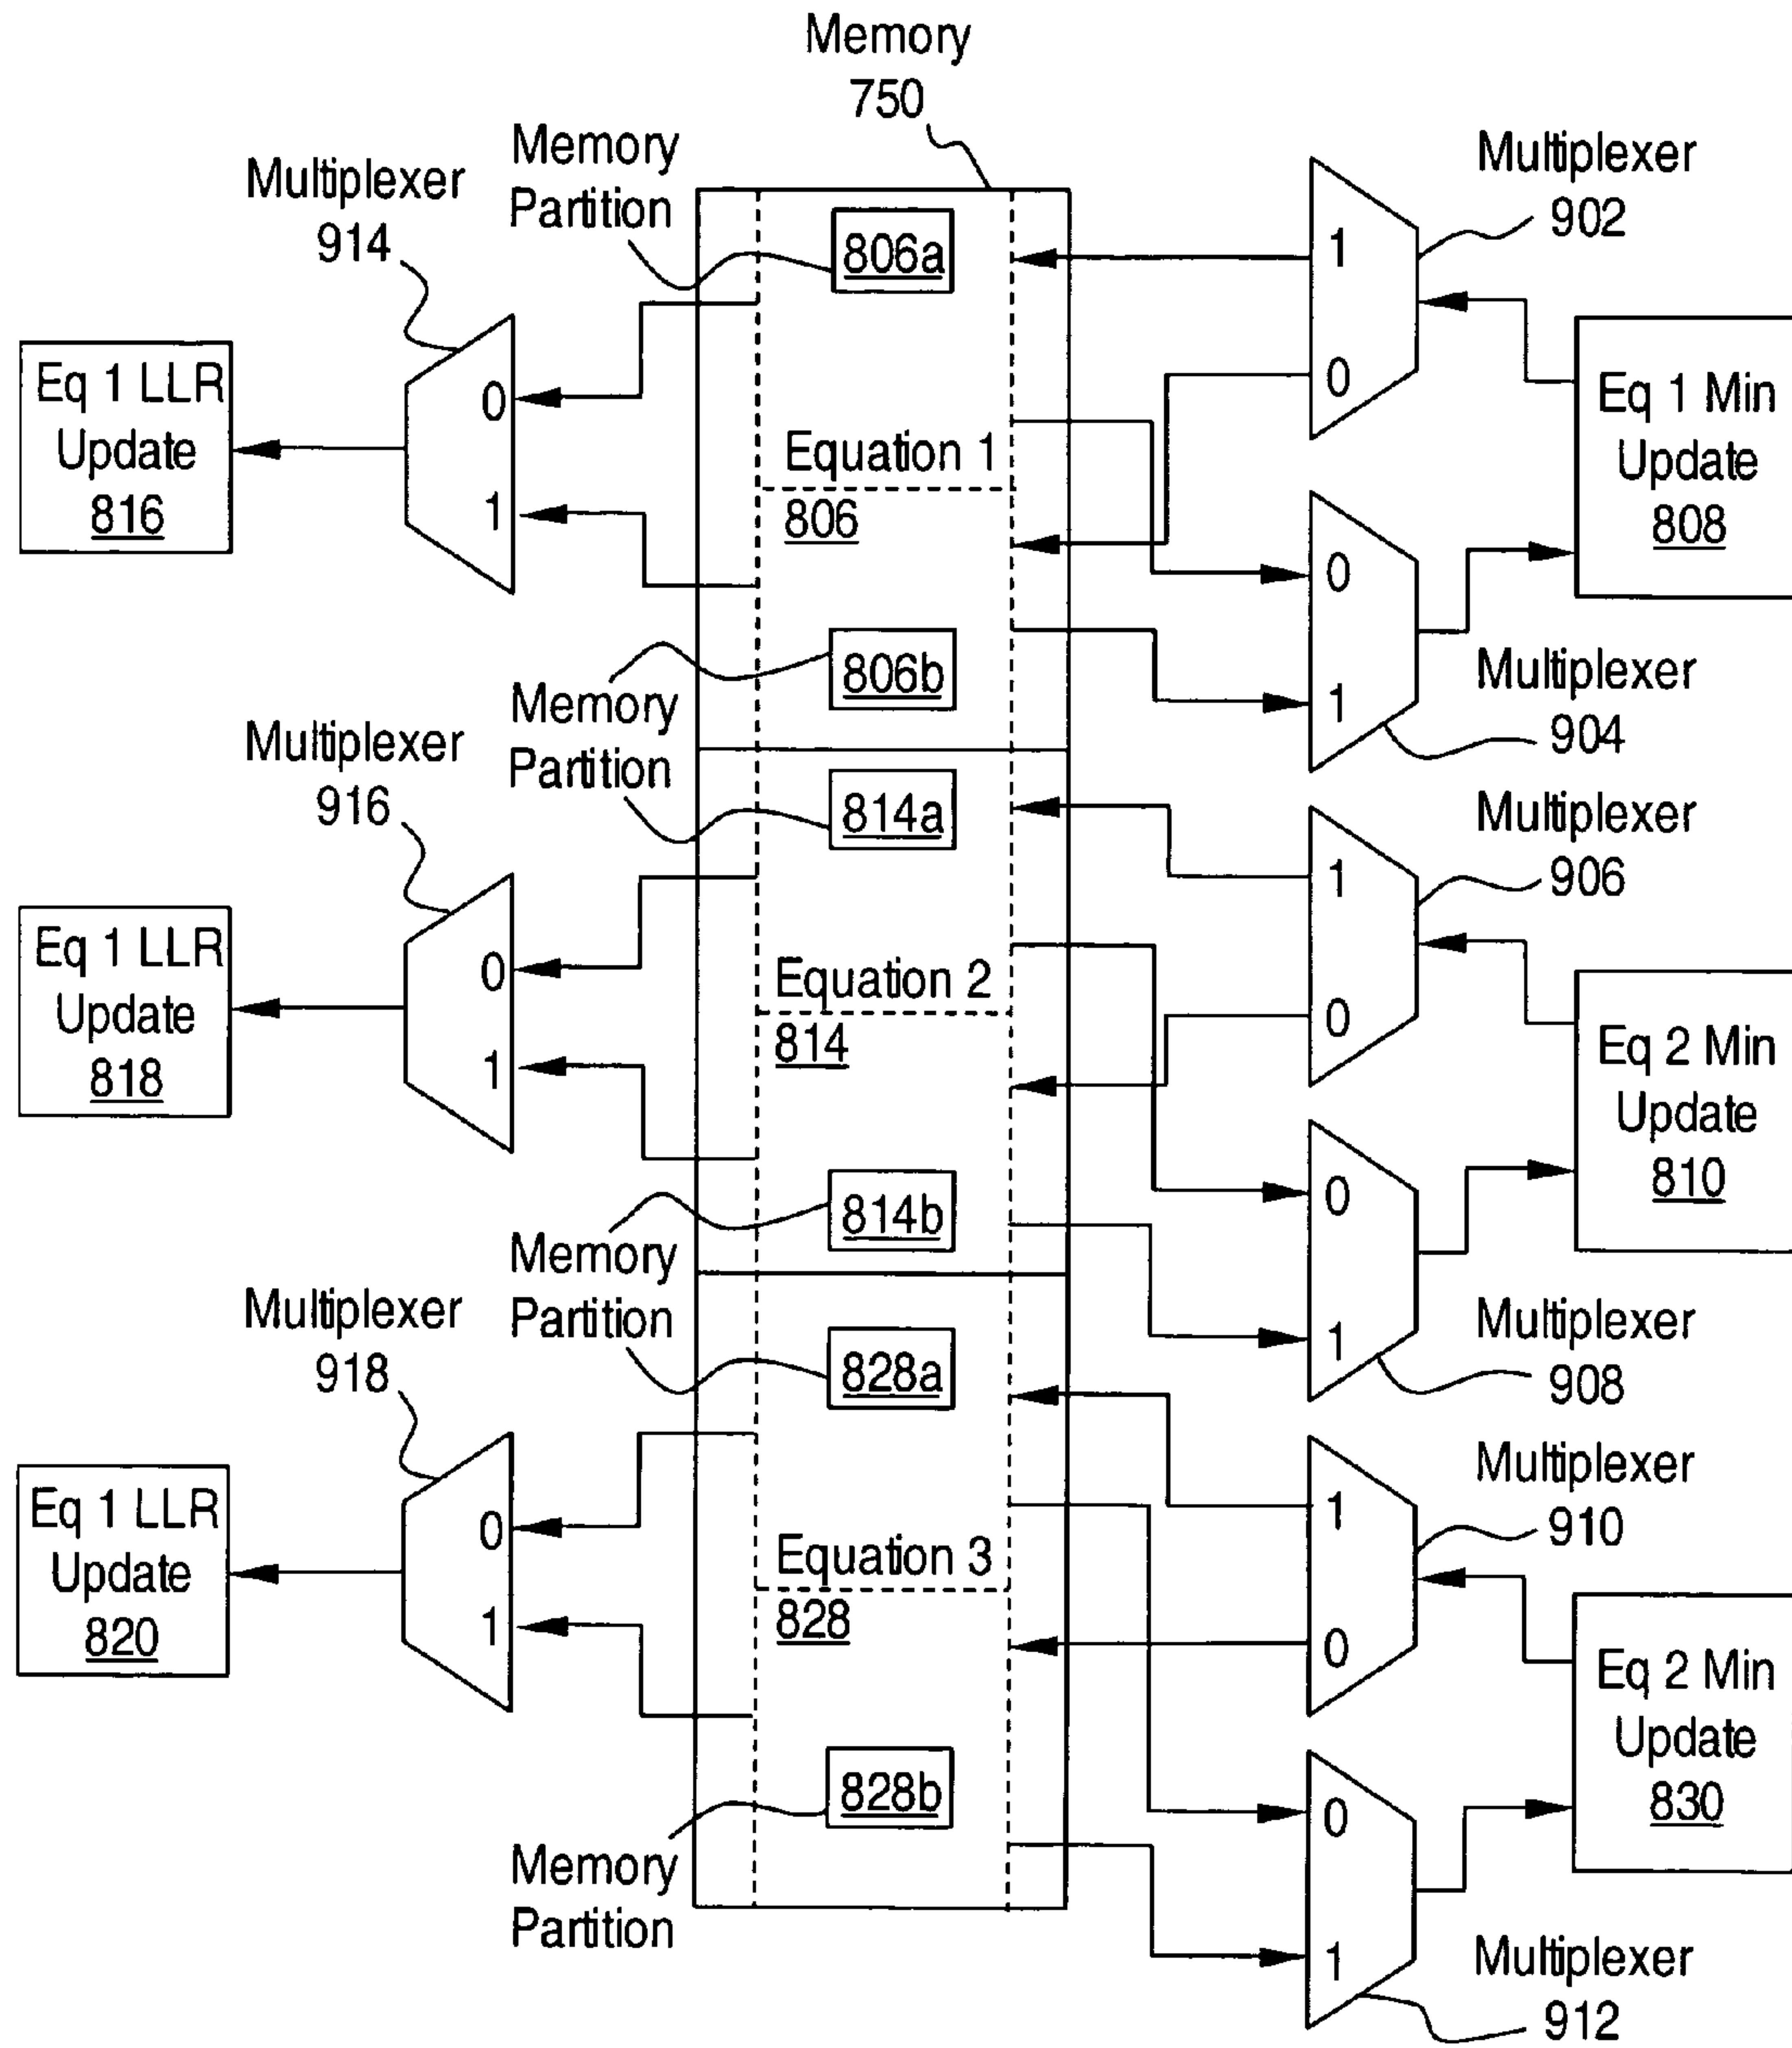 Memory
750
Memory
Partition
Multiplexer
914
Multiplexer
902
806a
1
0
Eq 1 LLR
Update
816
0
1
Equation 1
806
Eq 1 Min
Update
808
0
1
806b
Memory
Partition
Multiplexer
904
Multiplexer
916
814a
Multiplexer
906
1
0
Eq 1 LLR
Update
818
0
1
Equation 2
814
Eq 2 Min
Update
810
0
1
814b
Memory
Partition
Multiplexer
908
Multiplexer
918
828a
Multiplexer
910
1
0
Eq 1 LLR
Update
820
0
1
Equation 3
828
Eq 2 Min
Update
830
0
1
828b
Memory
Partition
Multiplexer
912